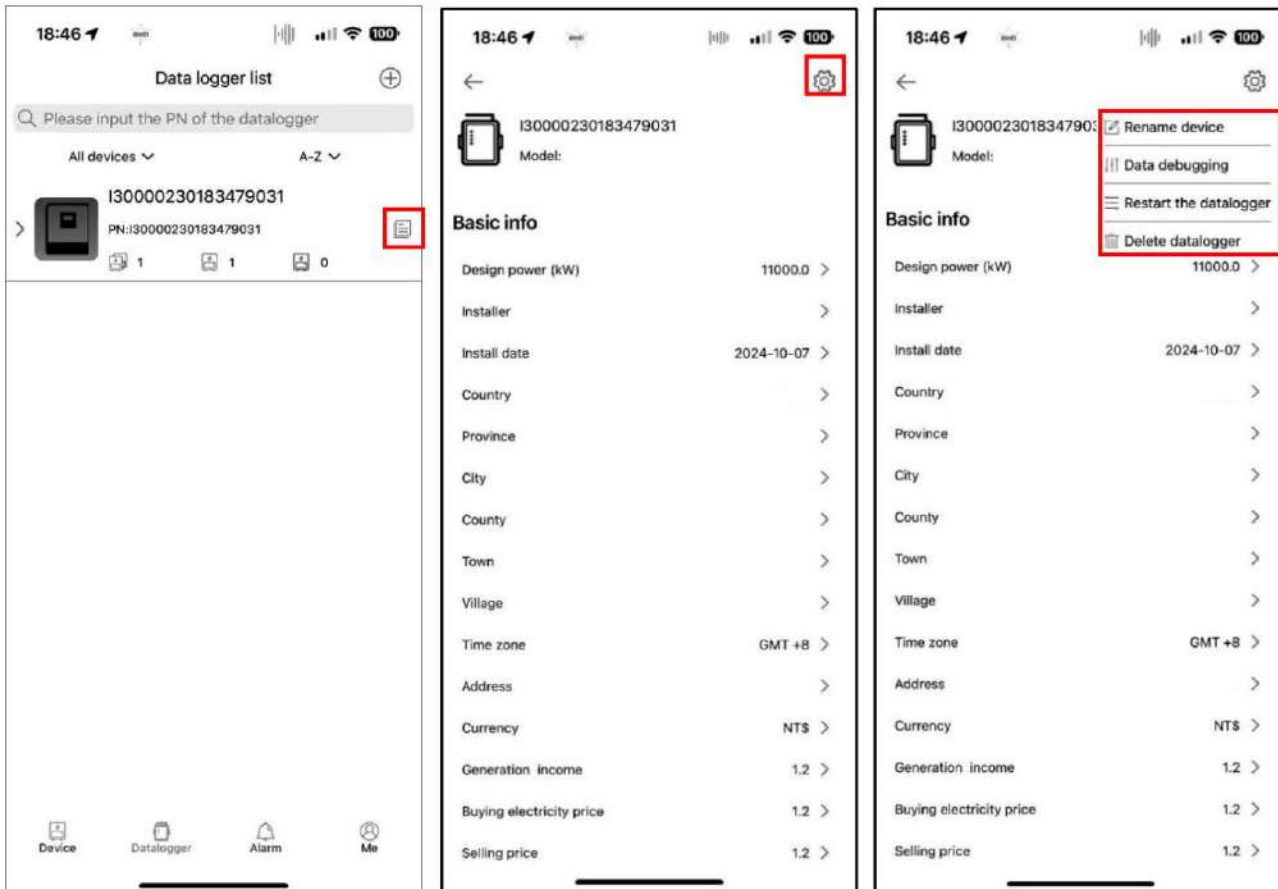 18:46
100
Data logger list
Please input the PN of the datalogger
All devices
A-Z
I30000230183479031
PN:I30000230183479031
1
1
0
Device
Datalogger
Alarm
Me
18:46
100
I30000230183479031
Model:
Basic info
Design power (kW) 11000.0
Installer
Install date 2024-10-07
Country
Province
City
County
Town
Village
Time zone GMT +8
Address
Currency NT$
Generation income 1.2
Buying electricity price 1.2
Selling price 1.2
18:46
100
I3000023018347903
Model:
Rename device
Data debugging
Restart the datalogger
Delete datalogger
Basic info
Design power (kW) 11000.0
Installer
Install date 2024-10-07
Country
Province
City
County
Town
Village
Time zone GMT +8
Address
Currency NT$
Generation income 1.2
Buying electricity price 1.2
Selling price 1.2